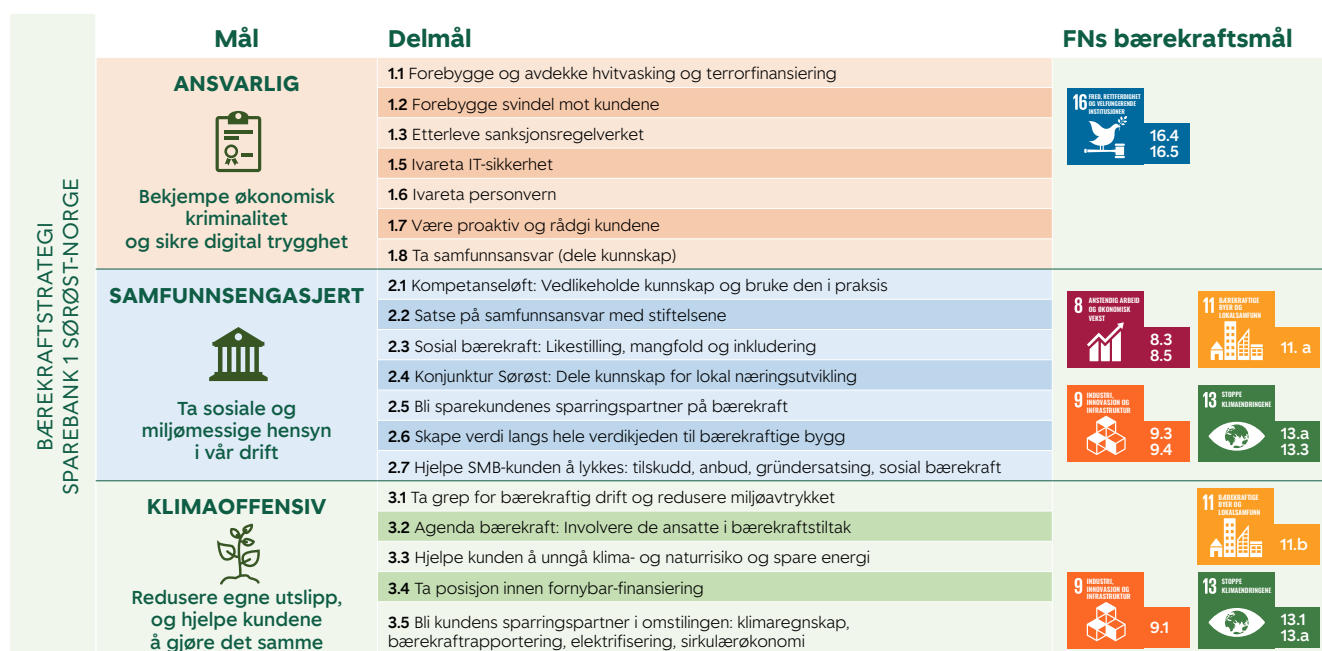 BÆREKRAFTSTRATEGI
SPAREBANK 1 SØRØST-NORGE
Mål
Delmål
FNs bærekraftsmål
ANSVARLIG
Bekjempe økonomisk
kriminalitet
og sikre digital trygghet
1.1 Forebygge og avdekke hvitvasking og terrorfinansiering
1.2 Forebygge svindel mot kundene
1.3 Etterleve sanksjonsregelverket
1.5 Ivareta IT-sikkerhet
1.6 Ivareta personvern
1.7 Være proaktiv og rådgi kundene
1.8 Ta samfunnsansvar (dele kunnskap)
16 FRED, RETTFERDIGHET
OG VELFUNGERENDE
INSTITUSJONER
16.4
16.5
SAMFUNNSENGASJERT
Ta sosiale og
miljømessige hensyn
i vår drift
2.1 Kompetanseløft: Vedlikeholde kunnskap og bruke den i praksis
2.2 Satse på samfunnsansvar med stiftelsene
2.3 Sosial bærekraft: Likestilling, mangfold og inkludering
2.4 Konjunktur Sørøst: Dele kunnskap for lokal næringsutvikling
2.5 Bli sparekundenes sparringspartner på bærekraft
2.6 Skape verdi langs hele verdikjeden til bærekraftige bygg
2.7 Hjelpe SMB-kunden å lykkes: tilskudd, anbud, gründersatsing, sosial bærekraft
8 ANSTENDIG ARBEID
OG ØKONOMISK
VEKST
8.3
8.5
11 BÆREKRAFTIGE
BYER OG
LOKALSAMFUNN
11. a
9 INDUSTRI,
INNOVASJON OG
INFRASTRUKTUR
9.3
9.4
13 STOPPE
KLIMAENDRINGENE
13.a
13.3
KLIMAOFFENSIV
Redusere egne utslipp,
og hjelpe kundene
å gjøre det samme
3.1 Ta grep for bærekraftig drift og redusere miljøavtrykket
3.2 Agenda bærekraft: Involvere de ansatte i bærekraftstiltak
3.3 Hjelpe kunden å unngå klima- og naturrisiko og spare energi
3.4 Ta posisjon innen fornybar-finansiering
3.5 Bli kundens sparringspartner i omstilingen: klimaregnskap,
bærekraftrapportering, elektrifisering, sirkulærøkonomi
11 BÆREKRAFTIGE
BYER OG
LOKALSAMFUNN
11.b
9 INDUSTRI,
INNOVASJON OG
INFRASTRUKTUR
9.1
13 STOPPE
KLIMAENDRINGENE
13.1
13.a